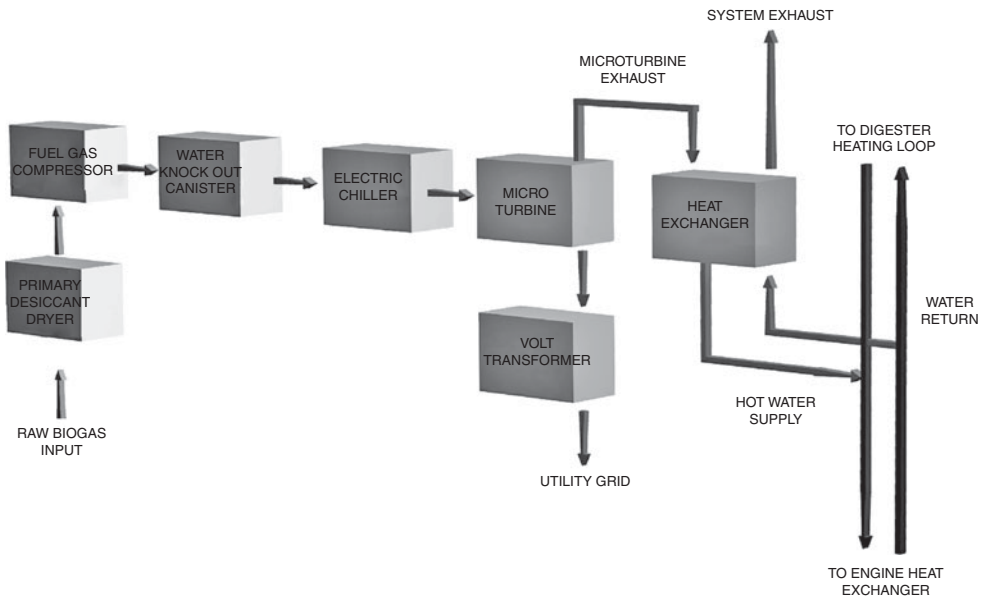 SYSTEM EXHAUST
MICROTURBINE
EXHAUST
TO DIGESTER
HEATING LOOP
FUEL GAS
COMPRESSOR
WATER
KNOCK OUT
CANISTER
ELECTRIC
CHILLER
MICRO
TURBINE
HEAT
EXCHANGER
PRIMARY
DESICCANT
DRYER
VOLT
TRANSFORMER
WATER
RETURN
HOT WATER
SUPPLY
RAW BIOGAS
INPUT
UTILITY GRID
TO ENGINE HEAT
EXCHANGER